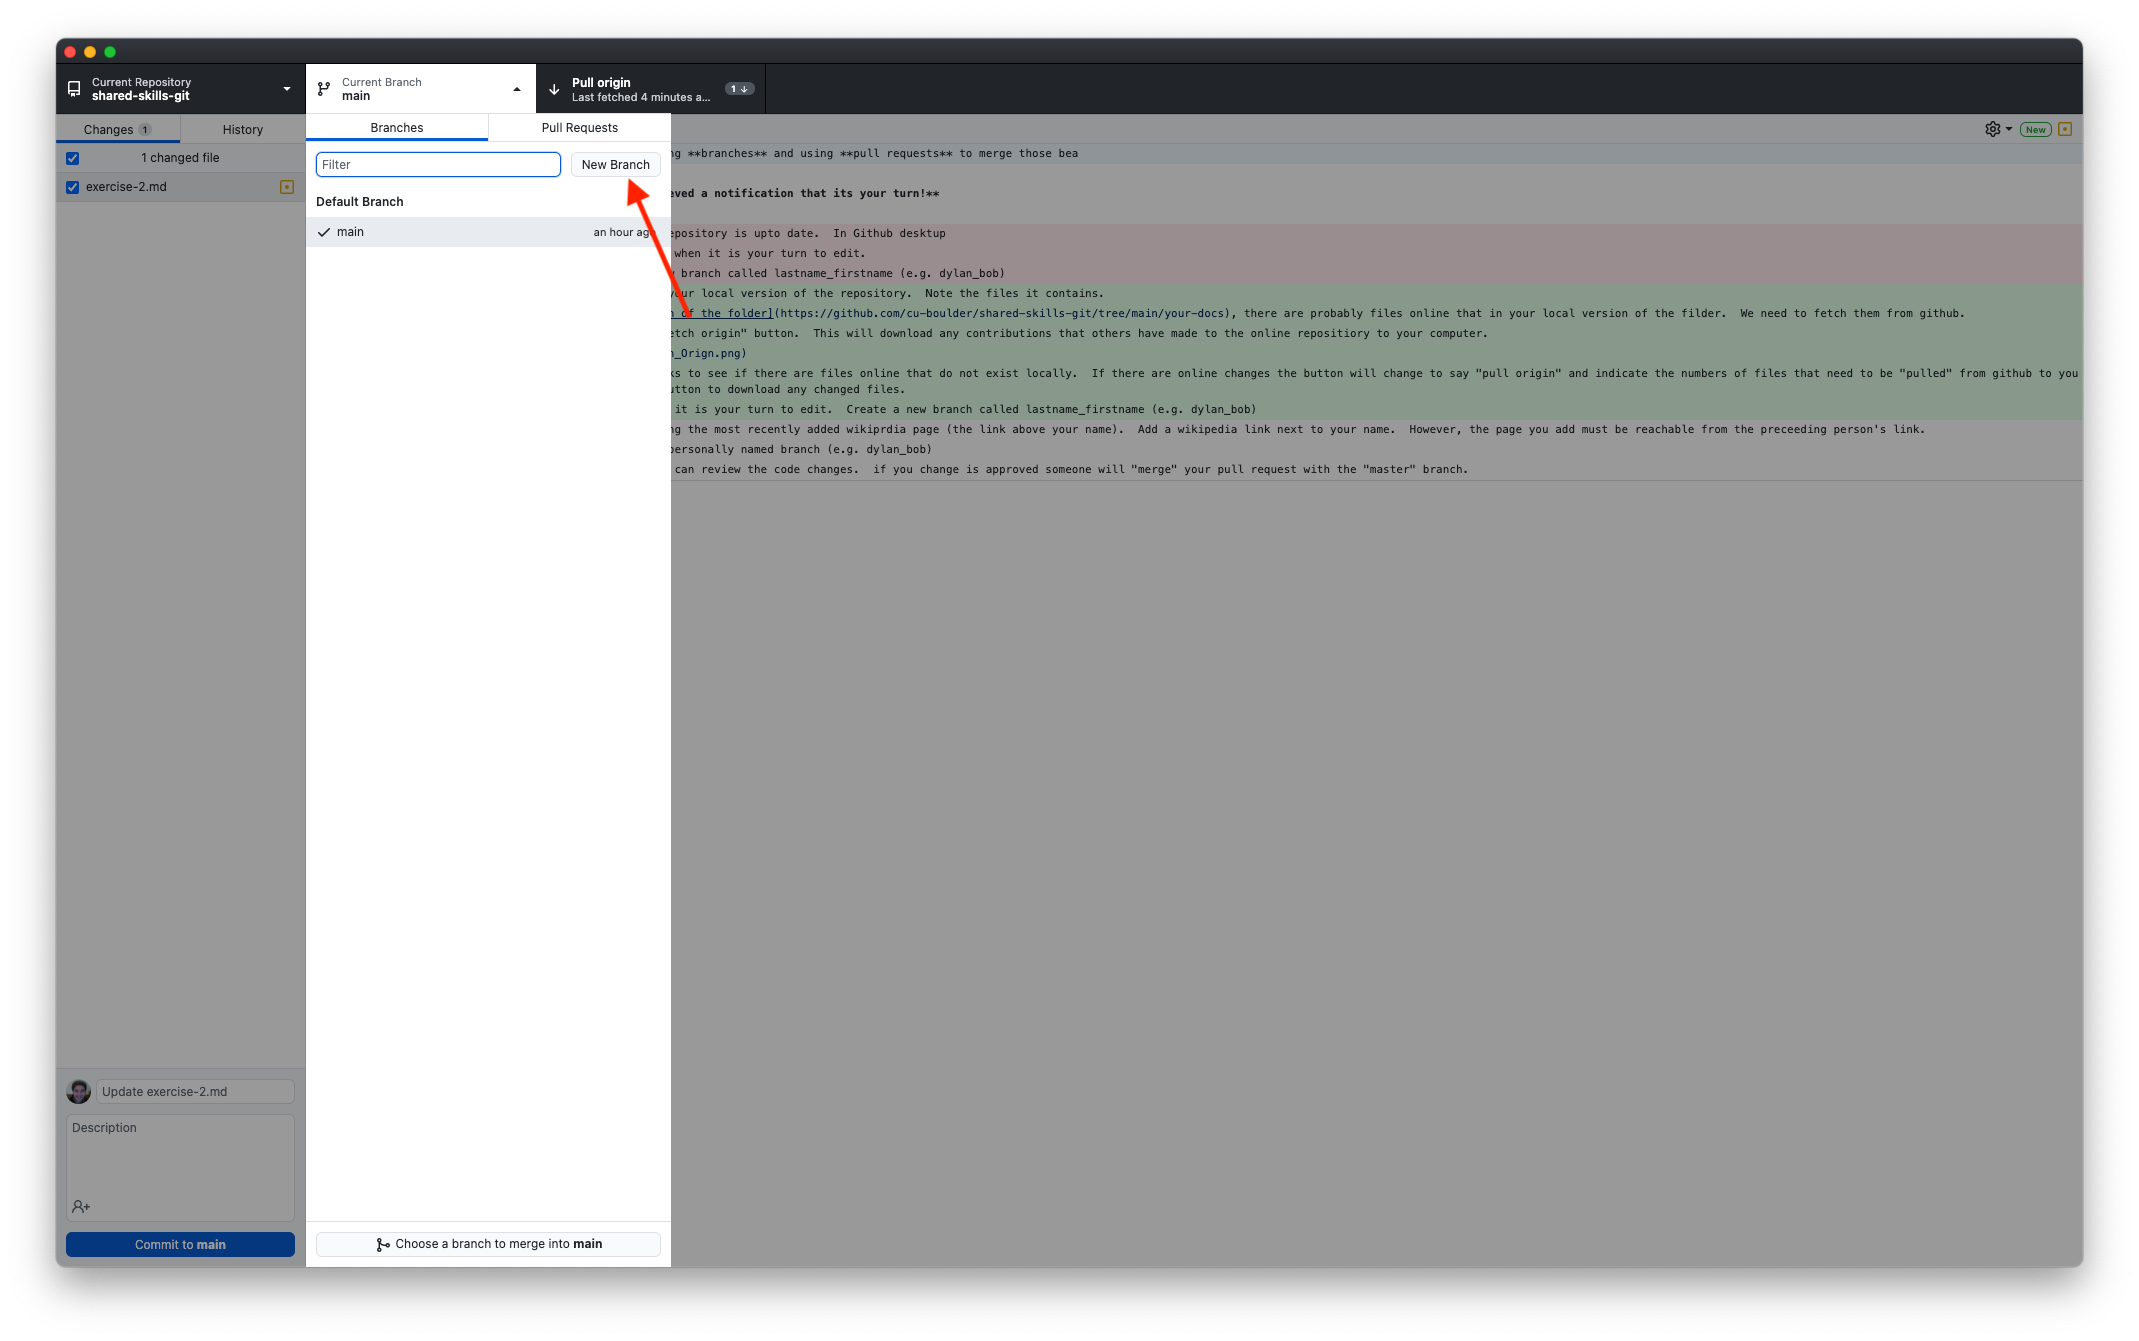 Current Repository
shared-skills-git
Current Branch
main
Pull origin
Last fetched 4 minutes a...
1
Changes 1
History
Branches
Pull Requests
New
1 changed file
Filter
New Branch
exercise-2.md
Default Branch
main
an hour ago
ng **branches** and using **pull requests** to merge those bea
eved a notification that its your turn!**
epository is upto date.  In Github desktup
when it is your turn to edit.
branch called lastname_firstname (e.g. dylan_bob)
our local version of the repository.  Note the files it contains.
n of the folder](https://github.com/cu-boulder/shared-skills-git/tree/main/your-docs), there are probably files online that in your local version of the filder.  We need to fetch them from github.
etch origin" button.  This will download any contributions that others have made to the online repositiory to your computer.
n_Orign.png)
ks to see if there are files online that do not exist locally.  If there are online changes the button will change to say "pull origin" and indicate the numbers of files that need to be "pulled" from github to you
utton to download any changed files.
it is your turn to edit.  Create a new branch called lastname_firstname (e.g. dylan_bob)
ng the most recently added wikiprdia page (the link above your name).  Add a wikipedia link next to your name.  However, the page you add must be reachable from the preceeding person's link.
personally named branch (e.g. dylan_bob)
can review the code changes.  if you change is approved someone will "merge" your pull request with the "master" branch.
Update exercise-2.md
Description
Commit to main
Choose a branch to merge into main